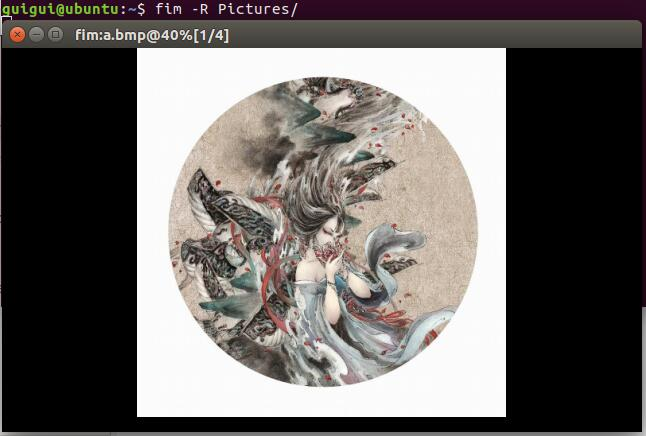 guigui@ubuntu:~$ fim -R Pictures/
fim:a.bmp@40%[1/4]